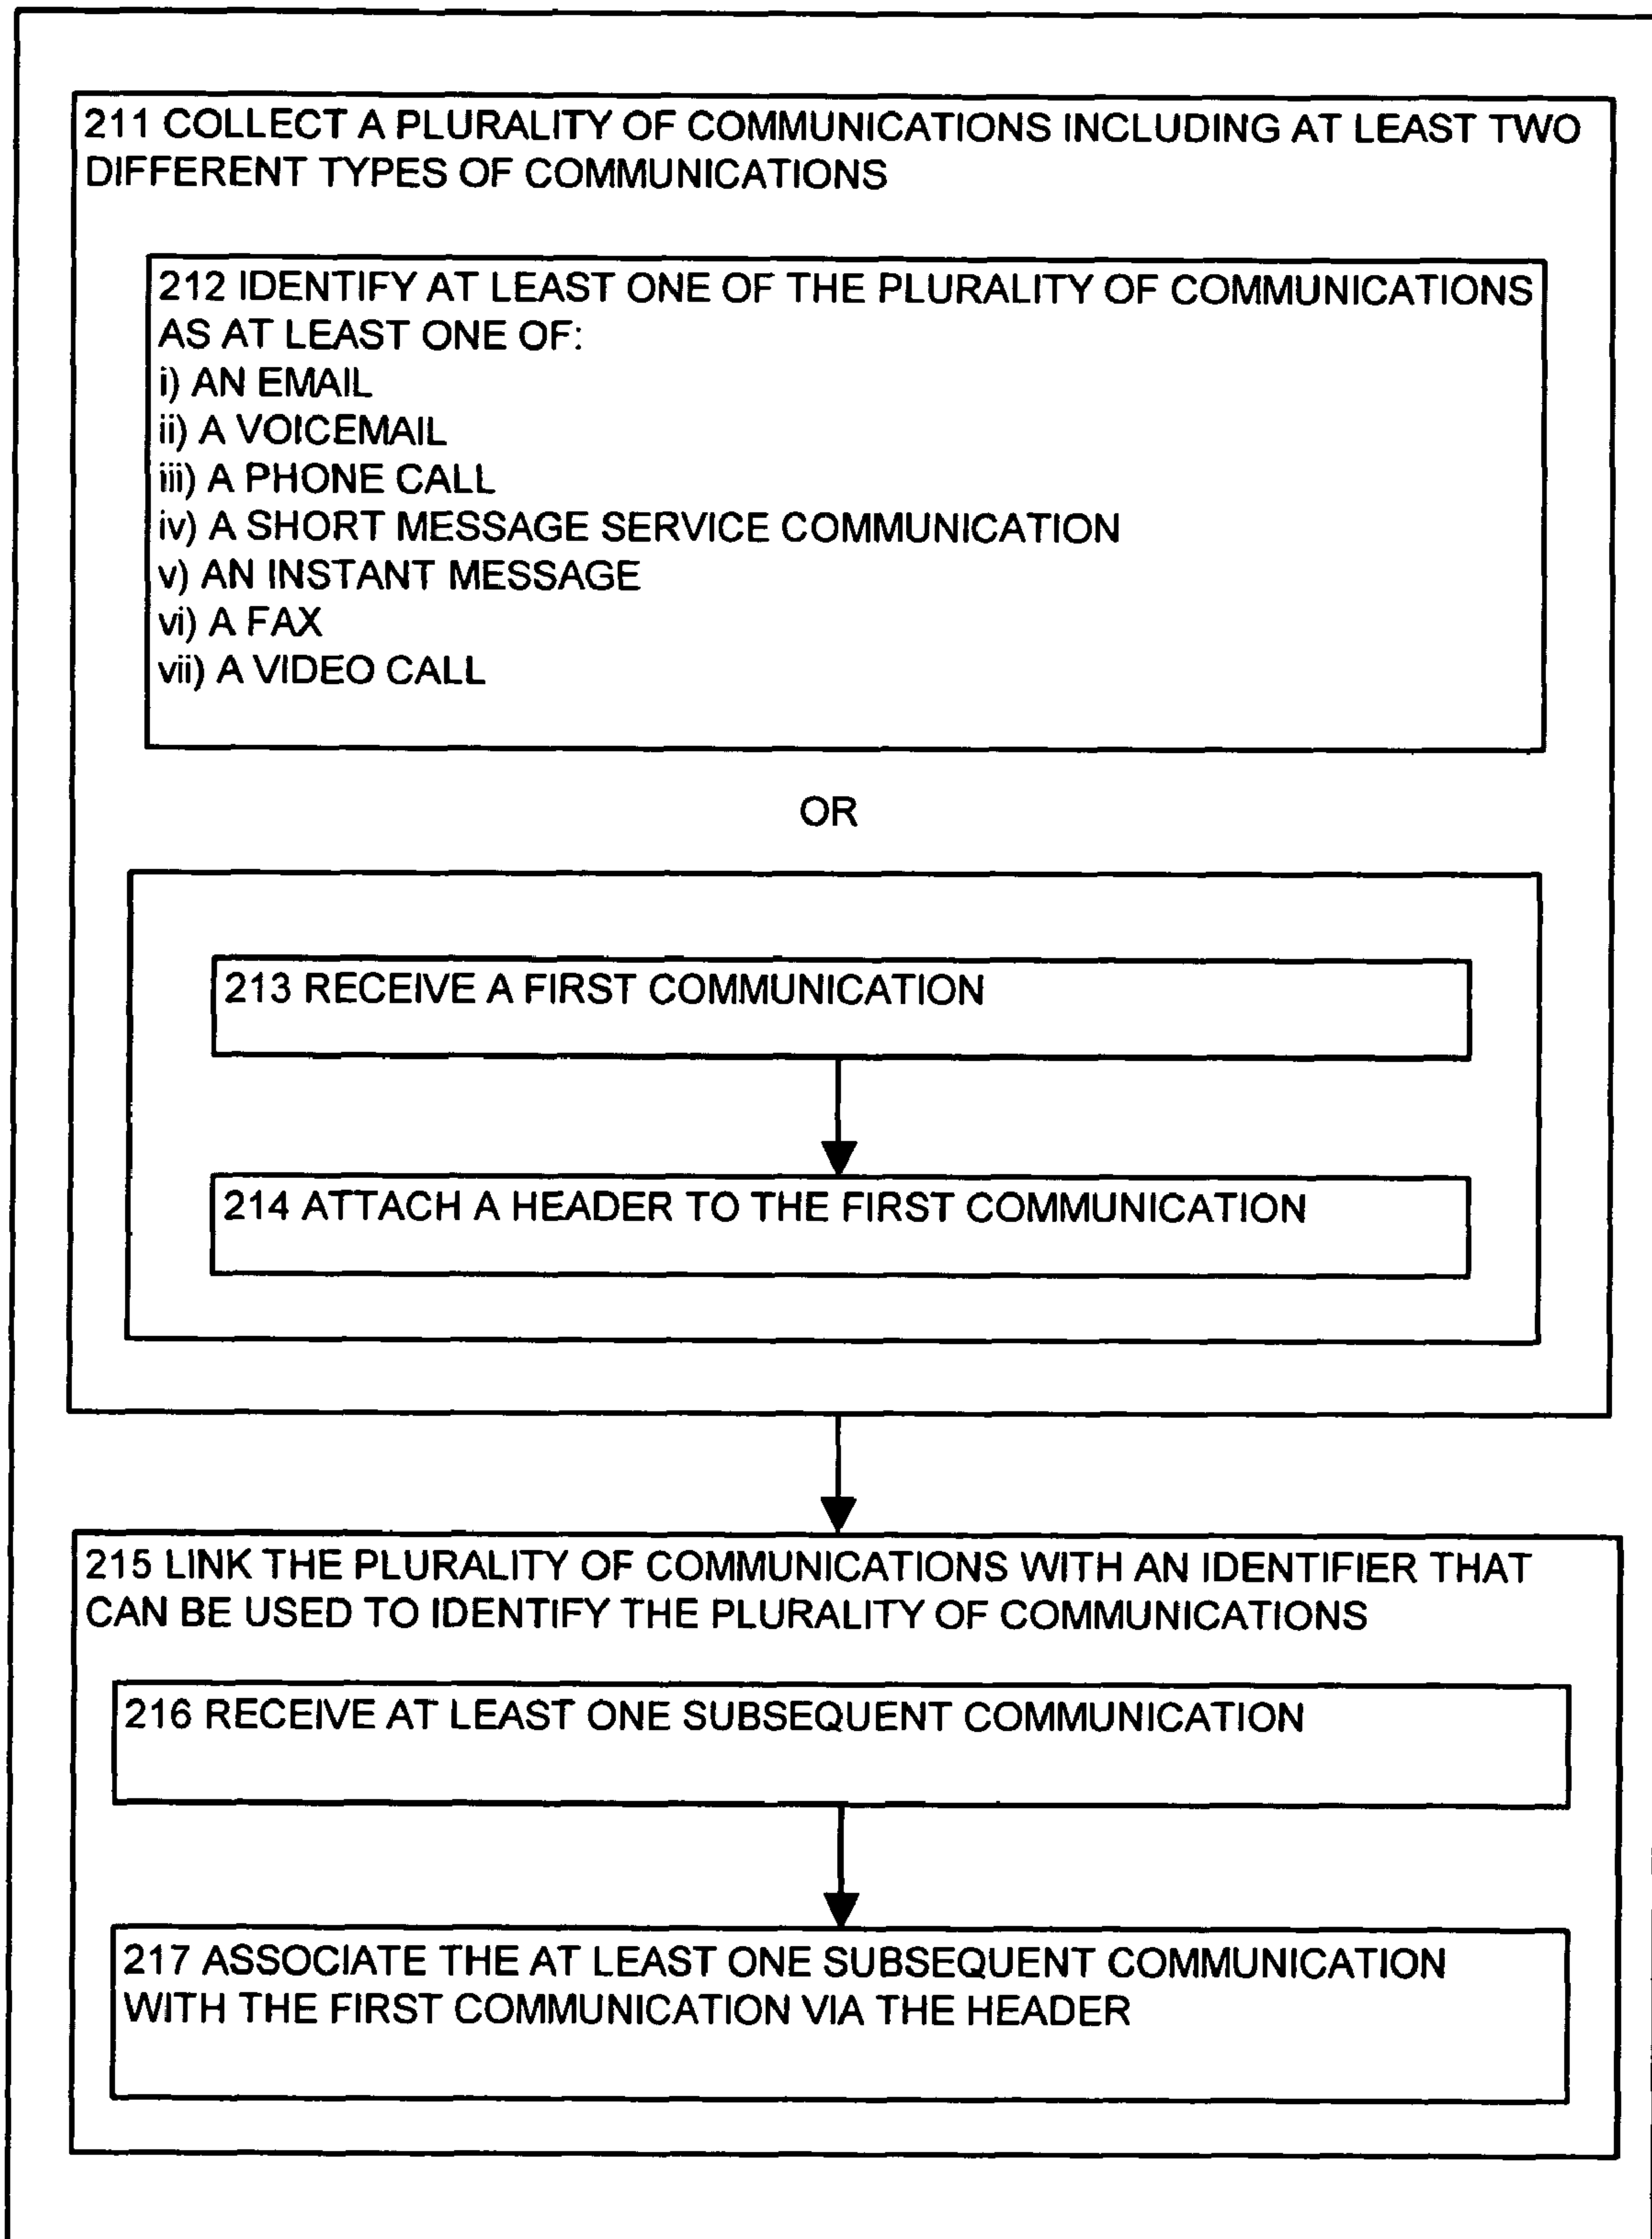 211 COLLECT A PLURALITY OF COMMUNICATIONS INCLUDING AT LEAST TWO
DIFFERENT TYPES OF COMMUNICATIONS
212 IDENTIFY AT LEAST ONE OF THE PLURALITY OF COMMUNICATIONS
AS AT LEAST ONE OF:
i) AN EMAIL
ii) A VOICEMAIL
iii) A PHONE CALL
iv) A SHORT MESSAGE SERVICE COMMUNICATION
v) AN INSTANT MESSAGE
vi) A FAX
vii) A VIDEO CALL
OR
213 RECEIVE A FIRST COMMUNICATION
214 ATTACH A HEADER TO THE FIRST COMMUNICATION
215 LINK THE PLURALITY OF COMMUNICATIONS WITH AN IDENTIFIER THAT
CAN BE USED TO IDENTIFY THE PLURALITY OF COMMUNICATIONS
216 RECEIVE AT LEAST ONE SUBSEQUENT COMMUNICATION
217 ASSOCIATE THE AT LEAST ONE SUBSEQUENT COMMUNICATION
WITH THE FIRST COMMUNICATION VIA THE HEADER